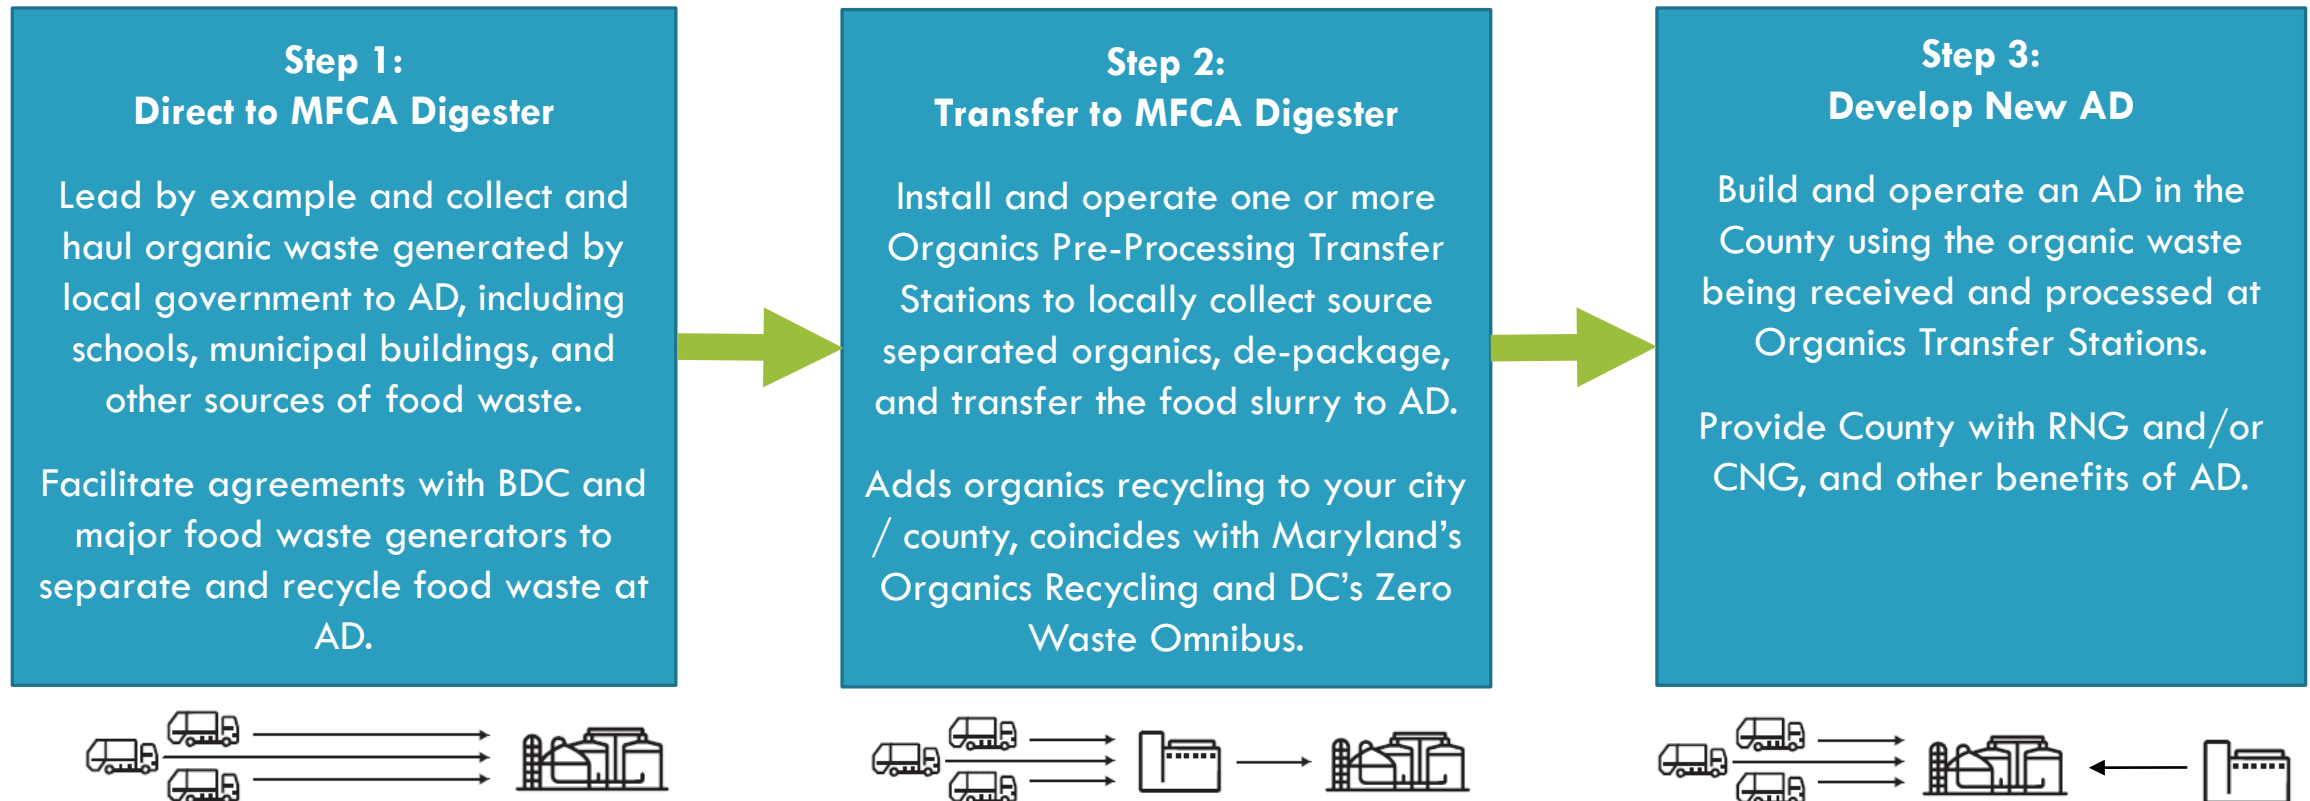 Step 1:
Direct to MFCA Digester
Lead by example and collect and
haul organic waste generated by
local government to AD, including
schools, municipal buildings, and
other sources of food waste.
Facilitate agreements with BDC and
major food waste generators to
separate and recycle food waste at
AD.
Step 2:
Transfer to MFCA Digester
Install and operate one or more
Organics Pre-Processing Transfer
Stations to locally collect source
separated organics, de-package,
and transfer the food slurry to AD.
Adds organics recycling to your city
/ county, coincides with Maryland’s
Organics Recycling and DC’s Zero
Waste Omnibus.
Step 3:
Develop New AD
Build and operate an AD in the
County using the organic waste
being received and processed at
Organics Transfer Stations.
Provide County with RNG and/or
CNG, and other benefits of AD.